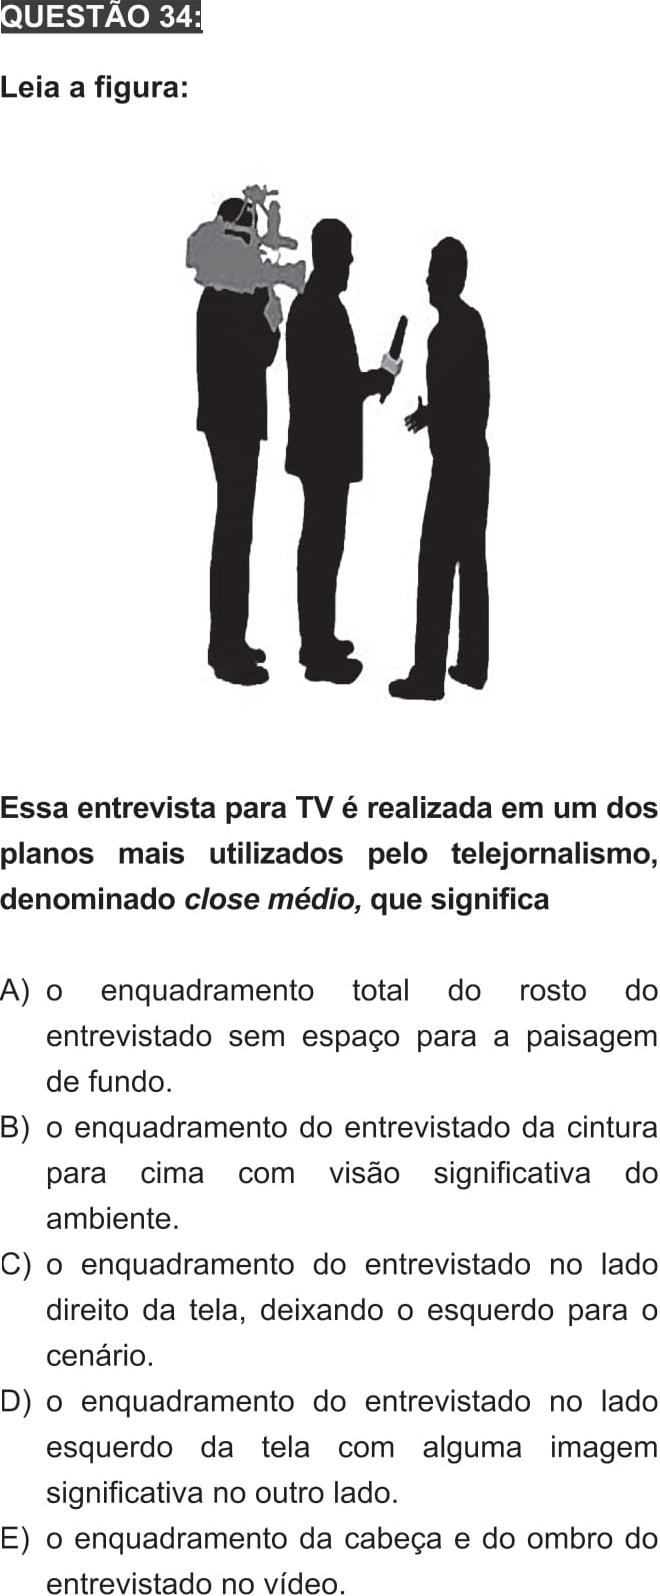 QUESTÃO 34:
Leia a figura:
Essa entrevista para TV é realizada em um dos
planos mais utilizados pelo telejornalismo,
denominado close médio, que significa
A) o enquadramento total do rosto do
entrevistado sem espaço para a paisagem
de fundo.
B) o enquadramento do entrevistado da cintura
para cima com visão significativa do
ambiente.
C) o enquadramento do entrevistado no lado
direito da tela, deixando o esquerdo para o
cenário.
D) o enquadramento do entrevistado no lado
esquerdo da tela com alguma imagem
significativa no outro lado.
E) o enquadramento da cabeça e do ombro do
entrevistado no vídeo.